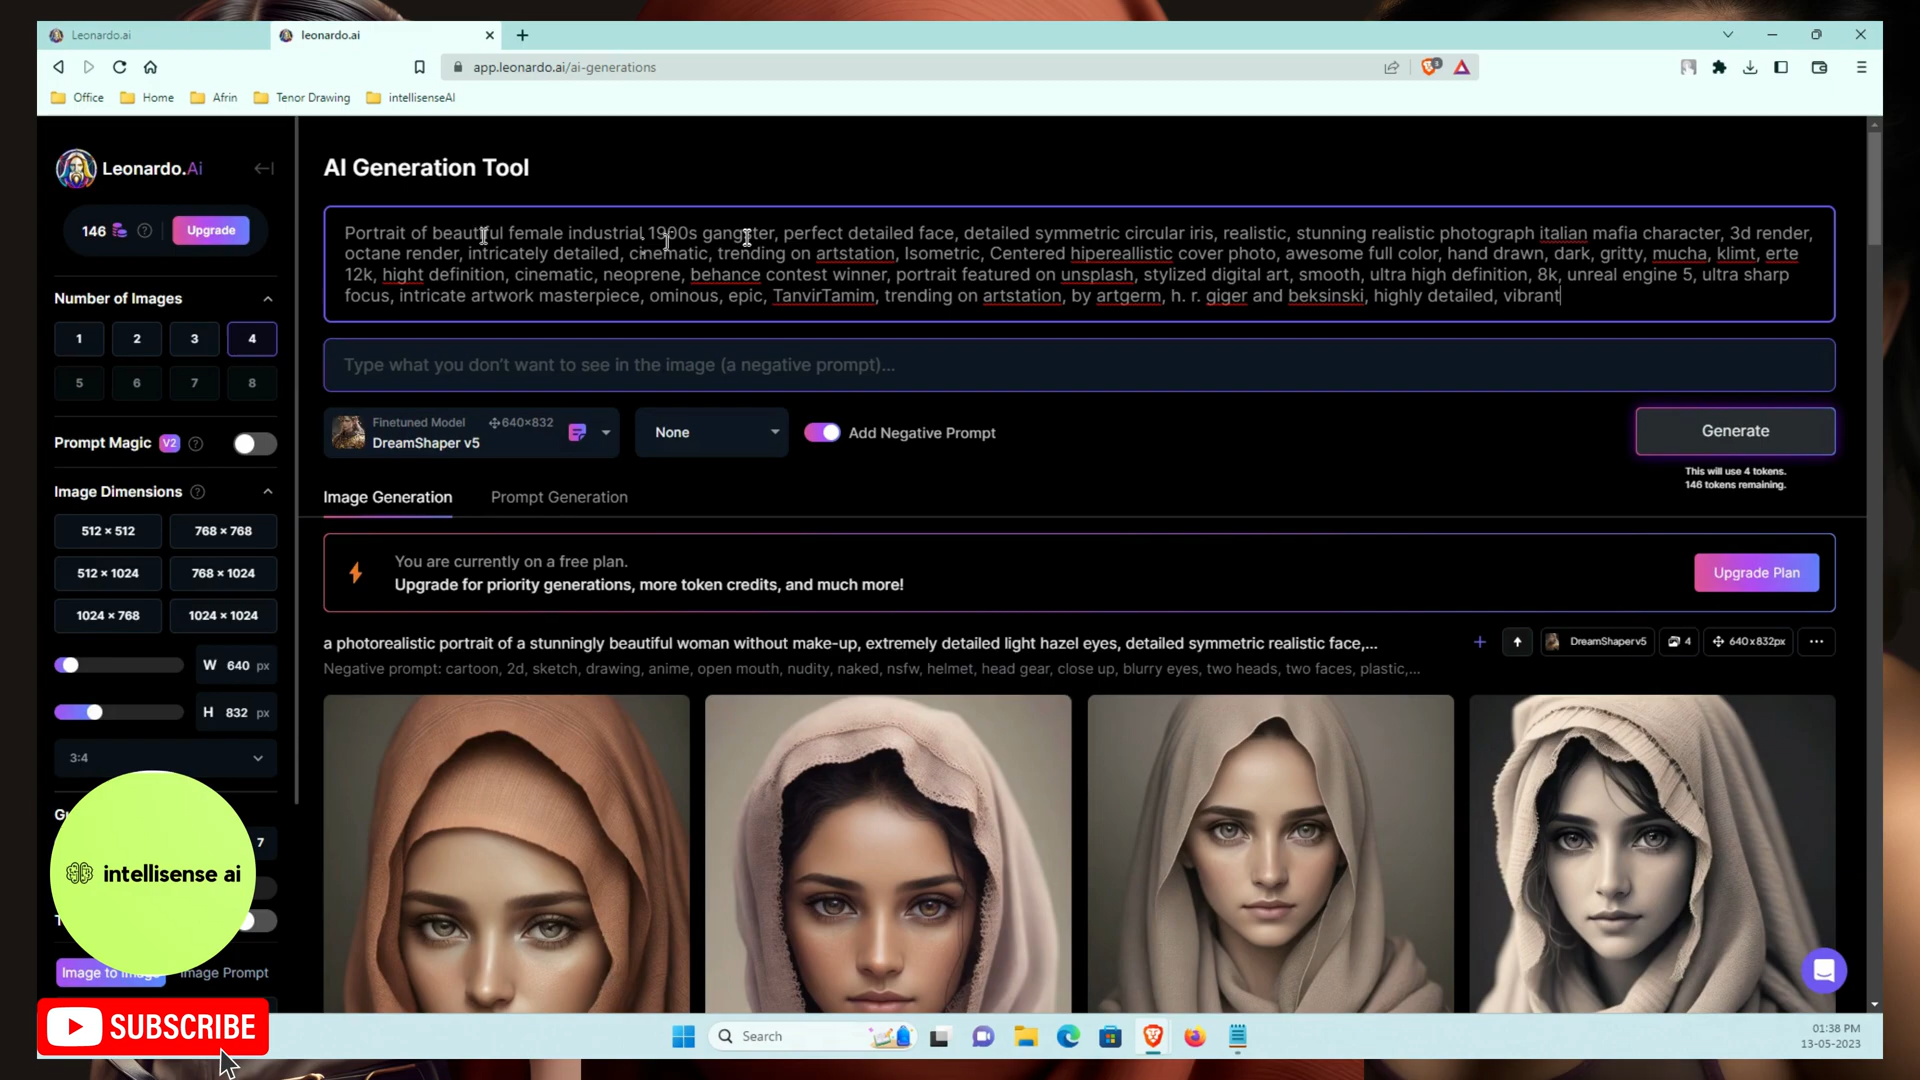 Leonardo.ai
leonardo.ai
app.leonardo.ai/ai-generations
Office
Home
Afrin
Tenor Drawing
intellisenseAI
Leonardo.Ai
146
Upgrade
Number of Images
1 2 3 4
5 6 7 8
Prompt Magic V2
Image Dimensions
512 × 512 768 × 768
512 × 1024 768 × 1024
1024 × 768 1024 × 1024
W 640 px
H 832 px
3:4
7
Image to Image Prompt
AI Generation Tool
Portrait of beautiful female industrial 1900s gangster, perfect detailed face, detailed symmetric circular iris, realistic, stunning realistic photograph italian mafia character, 3d render,
octane render, intricately detailed, cinematic, trending on artstation, Isometric, Centered hipereallistic cover photo, awesome full color, hand drawn, dark, gritty, mucha, klimt, erte
12k, hight definition, cinematic, neoprene, behance contest winner, portrait featured on unsplash, stylized digital art, smooth, ultra high definition, 8k, unreal engine 5, ultra sharp
focus, intricate artwork masterpiece, ominous, epic, TanvirTamim, trending on artstation, by artgerm, h. r. giger and beksinski, highly detailed, vibrant
Type what you don't want to see in the image (a negative prompt)...
Finetuned Model 640×832
DreamShaper v5
None
Add Negative Prompt
Generate
This will use 4 tokens.
146 tokens remaining.
Image Generation
Prompt Generation
You are currently on a free plan.
Upgrade for priority generations, more token credits, and much more!
Upgrade Plan
a photorealistic portrait of a stunningly beautiful woman without make-up, extremely detailed light hazel eyes, detailed symmetric realistic face,...
DreamShaper v5
4
640x832px
Negative prompt: cartoon, 2d, sketch, drawing, anime, open mouth, nudity, naked, nsfw, helmet, head gear, close up, blurry eyes, two heads, two faces, plastic,...
intellisense ai
SUBSCRIBE
Search
01:38 PM
13-05-2023